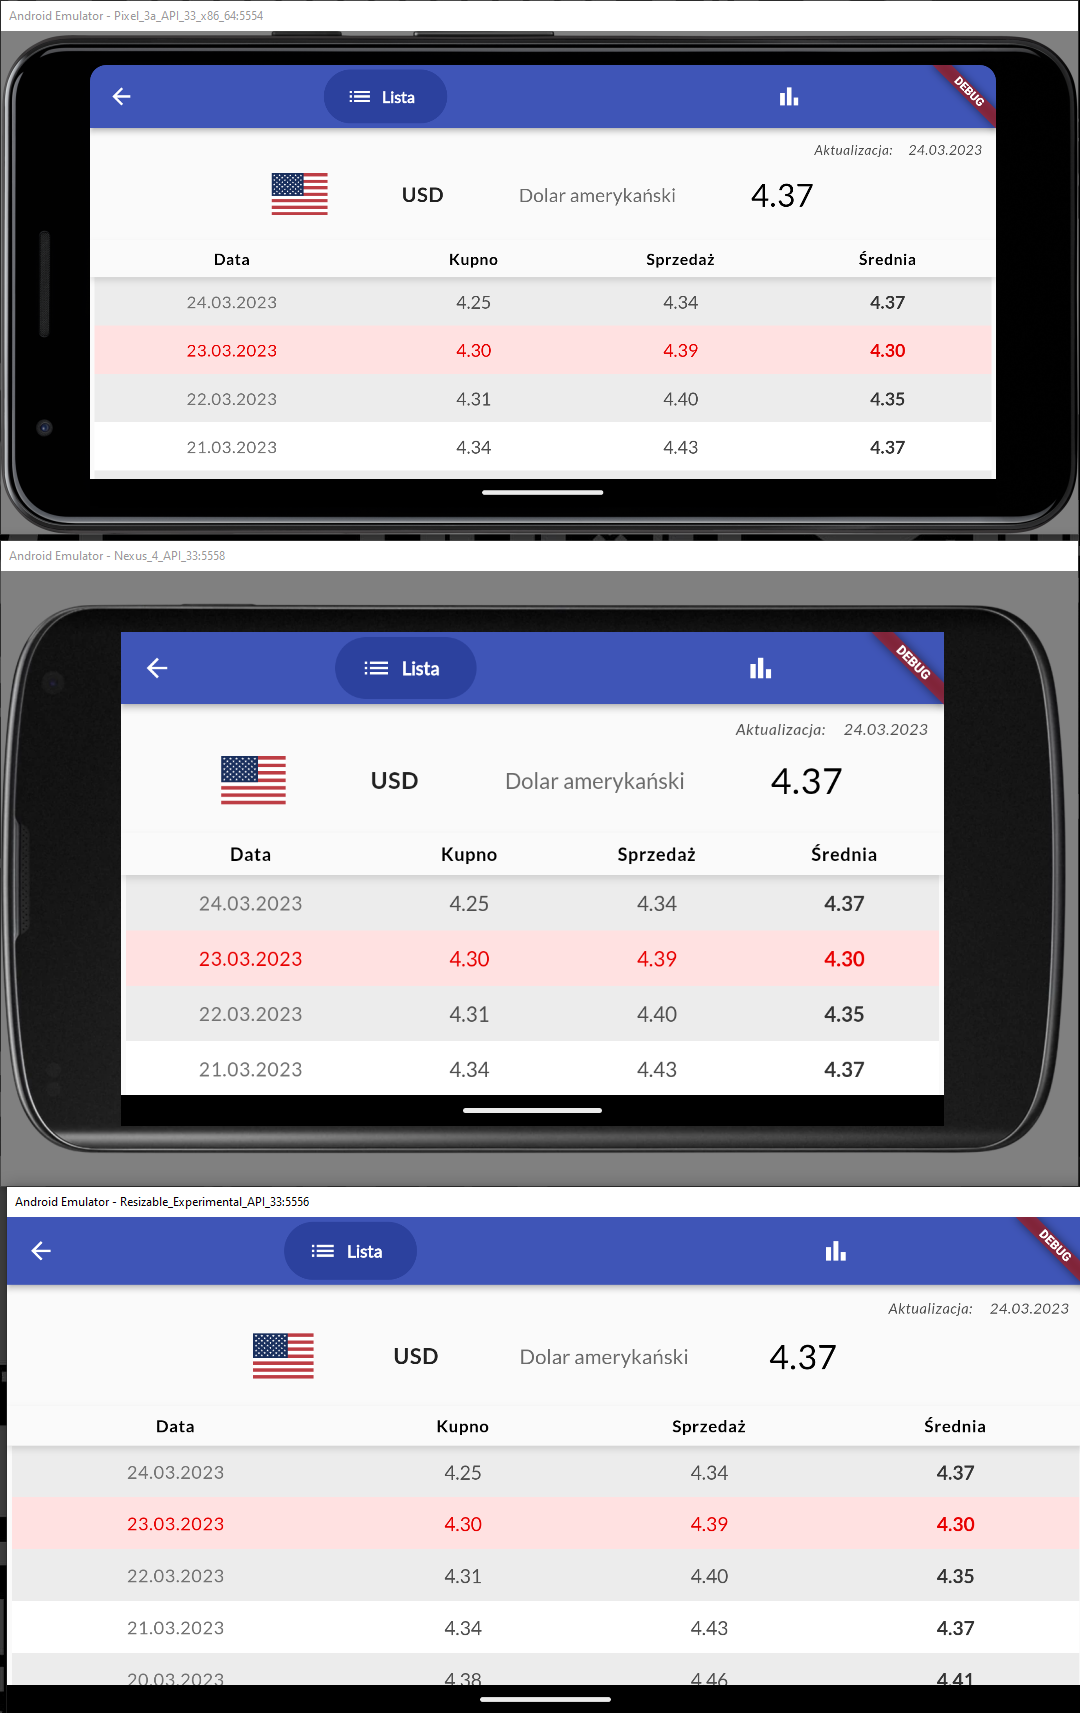 Android Emulator - Pixel_3a_API_33_x86_64:5554
Lista
DEBUG
Aktualizacja: 24.03.2023
USD Dolar amerykański 4.37
Data Kupno Sprzedaż Średnia
24.03.2023 4.25 4.34 4.37
23.03.2023 4.30 4.39 4.30
22.03.2023 4.31 4.40 4.35
21.03.2023 4.34 4.43 4.37
Android Emulator - Nexus_4_API_33:5558
Lista
DEBUG
Aktualizacja: 24.03.2023
USD Dolar amerykański 4.37
Data Kupno Sprzedaż Średnia
24.03.2023 4.25 4.34 4.37
23.03.2023 4.30 4.39 4.30
22.03.2023 4.31 4.40 4.35
21.03.2023 4.34 4.43 4.37
Android Emulator - Resizable_Experimental_API_33:5556
Lista
DEBUG
Aktualizacja: 24.03.2023
USD Dolar amerykański 4.37
Data Kupno Sprzedaż Średnia
24.03.2023 4.25 4.34 4.37
23.03.2023 4.30 4.39 4.30
22.03.2023 4.31 4.40 4.35
21.03.2023 4.34 4.43 4.37
20.03.2023 4.38 4.46 4.41